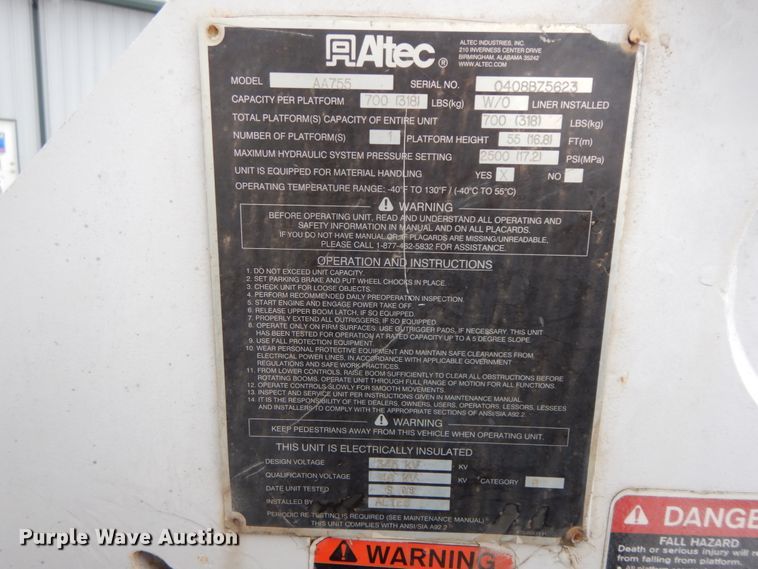 Altec®
ALTEC INDUSTRIES, INC.
210 INVERNESS CENTER DRIVE
BIRMINGHAM, ALABAMA 35242
WWW.ALTEC.COM
MODEL AA755 SERIAL NO. 0408BZ5623
CAPACITY PER PLATFORM 700 (318) LBS(kg) W/O LINER INSTALLED
TOTAL PLATFORM(S) CAPACITY OF ENTIRE UNIT 700 (318) LBS(kg)
NUMBER OF PLATFORM(S) 1 PLATFORM HEIGHT 55 (16.8) FT(m)
MAXIMUM HYDRAULIC SYSTEM PRESSURE SETTING 2500 (17.2) PSI(MPa)
UNIT IS EQUIPPED FOR MATERIAL HANDLING YES X NO
OPERATING TEMPERATURE RANGE: -40°F TO 130°F / (-40°C TO 55°C)
WARNING
BEFORE OPERATING UNIT, READ AND UNDERSTAND ALL OPERATING AND
SAFETY INFORMATION IN MANUAL AND ON ALL PLACARDS.
IF YOU DO NOT HAVE MANUAL OR IF PLACARDS ARE MISSING/UNREADABLE,
PLEASE CALL 1-877-462-5832 FOR ASSISTANCE.
OPERATION AND INSTRUCTIONS
1. DO NOT EXCEED UNIT CAPACITY.
2. SET PARKING BRAKE AND PUT WHEEL CHOCKS IN PLACE.
3. CHECK UNIT FOR LOOSE OBJECTS.
4. PERFORM RECOMMENDED DAILY PREOPERATION INSPECTION.
5. START ENGINE AND ENGAGE POWER TAKE OFF.
6. RELEASE UPPER BOOM LATCH, IF SO EQUIPPED.
7. PROPERLY EXTEND ALL OUTRIGGERS, IF SO EQUIPPED.
8. OPERATE ONLY ON FIRM SURFACES. USE OUTRIGGER PADS, IF NECESSARY. THIS UNIT
HAS BEEN TESTED FOR OPERATION AT RATED CAPACITY UP TO A 5 DEGREE SLOPE.
9. USE FALL PROTECTION EQUIPMENT.
10. WEAR PERSONAL PROTECTIVE EQUIPMENT AND MAINTAIN SAFE CLEARANCES FROM
ELECTRICAL POWER LINES, IN ACCORDANCE WITH APPLICABLE GOVERNMENT
REGULATIONS AND SAFE WORK PRACTICES.
11. FROM LOWER CONTROLS, RAISE BOOM SUFFICIENTLY TO CLEAR ALL OBSTRUCTIONS BEFORE
ROTATING BOOMS. OPERATE UNIT THROUGH FULL RANGE OF MOTION FOR ALL FUNCTIONS.
12. OPERATE CONTROLS SLOWLY FOR SMOOTH MOVEMENTS.
13. INSPECT AND SERVICE UNIT PER INSTRUCTIONS GIVEN IN MAINTENANCE MANUAL.
14. IT IS THE RESPONSIBILITY OF THE DEALERS, OWNERS, USERS, OPERATORS, LESSORS, LESSEES
AND INSTALLERS TO COMPLY WITH THE APPROPRIATE SECTIONS OF ANSI/SIA A92.2.
WARNING
KEEP PEDESTRIANS AWAY FROM THIS VEHICLE WHEN OPERATING UNIT.
THIS UNIT IS ELECTRICALLY INSULATED
DESIGN VOLTAGE KV
QUALIFICATION VOLTAGE KV CATEGORY
DATE UNIT TESTED
INSTALLED BY ALTEC
PERIODIC RE-TESTING IS REQUIRED (SEE MAINTENANCE MANUAL)
THIS UNIT COMPLIES WITH ANSI/SIA A92.2
WARNING
DANGE
FALL HAZARD
Death or serious injury will re
Purple Wave Auction